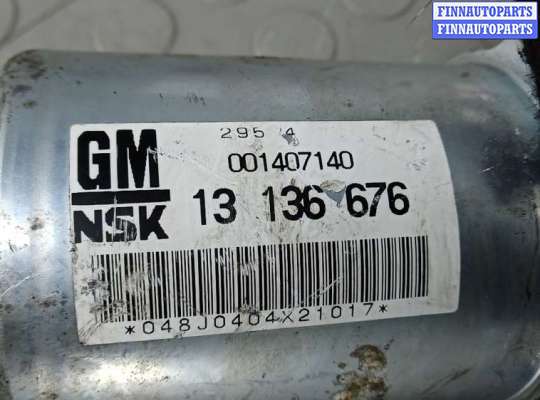 FINNAUTOPARTS
FINNAUTOPARTS
295 4
001407140
GM
NSK
13 136 676
*048J0404X21017*